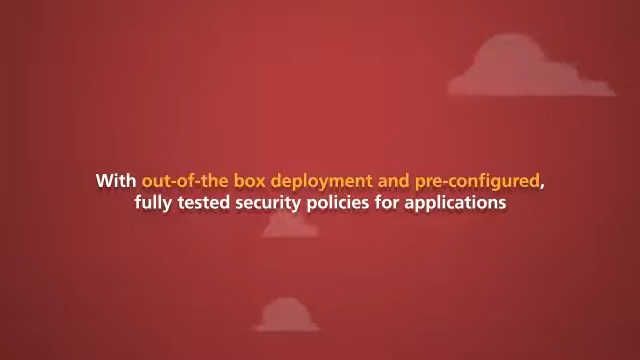 With out-of-the box deployment and pre-configured,
fully tested security policies for applications